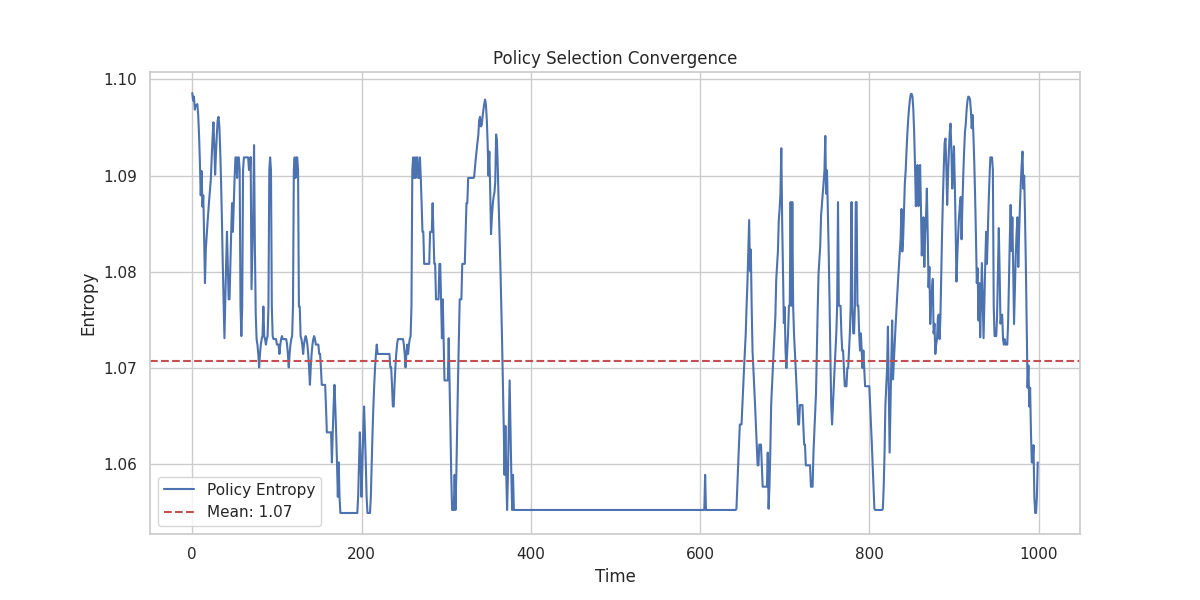 Policy Selection Convergence
1.10
1.09
1.08
1.07
1.06
Entropy
Policy Entropy
Mean: 1.07
0
200
400
600
800
1000
Time